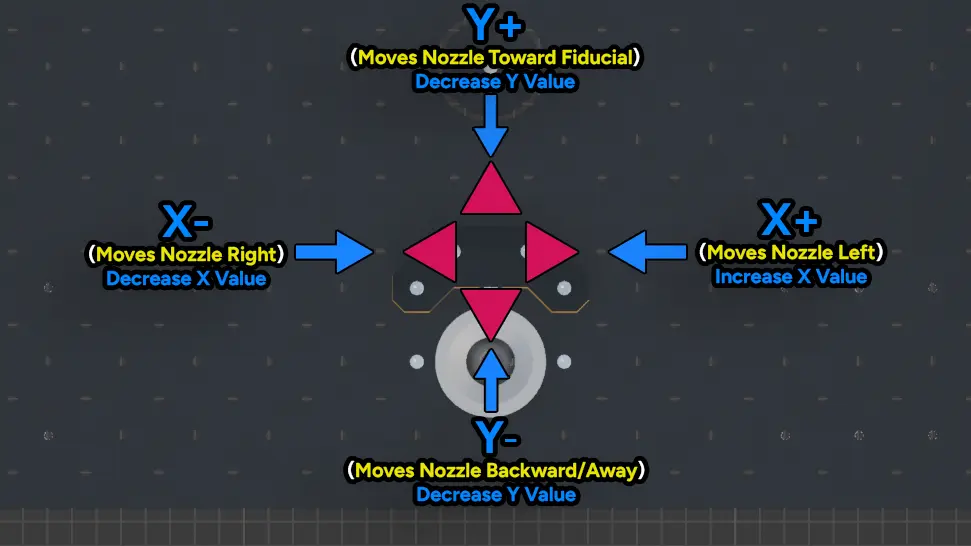 Y+
(Moves Nozzle Toward Fiducial)
Decrease Y Value
X-
(Moves Nozzle Right)
Decrease X Value
X+
(Moves Nozzle Left)
Increase X Value
Y-
(Moves Nozzle Backward/Away)
Decrease Y Value